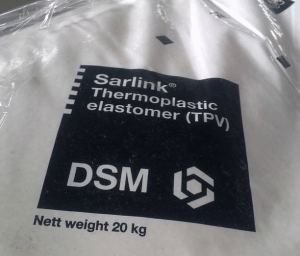 Sarlink®
Thermoplastic
elastomer (TPV)
DSM
Nett weight 20 kg